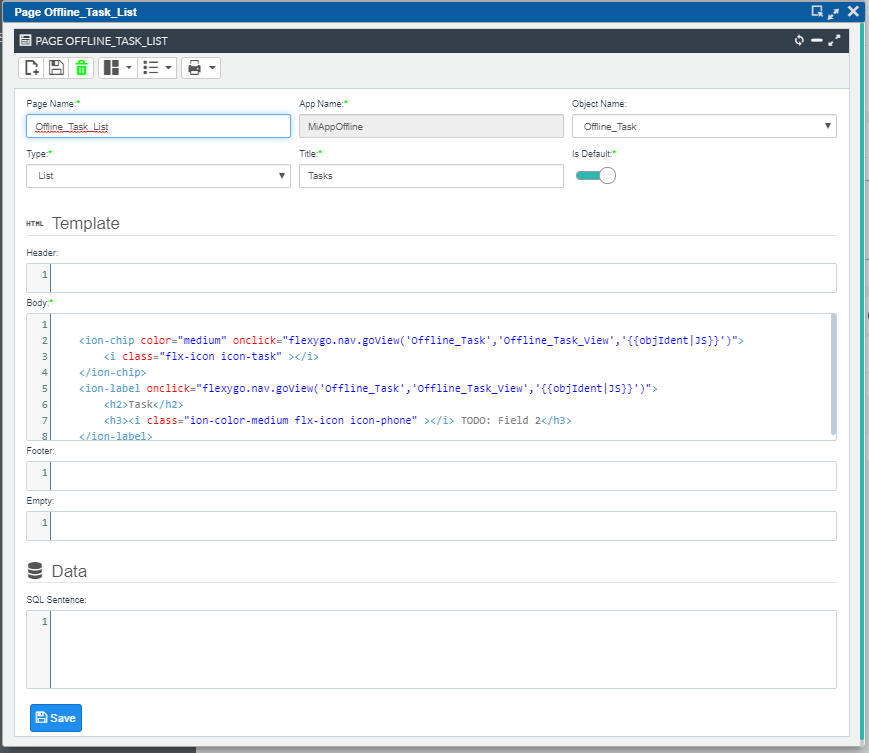 Page Offline_Task_List
PAGE OFFLINE_TASK_LIST
Page Name:*
App Name:*
Object Name:
Offline_Task_List
MiAppOffline
Offline_Task
Type:*
Title:*
Is Default:*
List
Tasks
HTML Template
Header:
1
Body:*
1
2 <ion-chip color="medium" onclick="flexygo.nav.goView('Offline_Task','Offline_Task_View','{{objIdent|JS}}')">
3 <i class="flx-icon icon-task" ></i>
4 </ion-chip>
5 <ion-label onclick="flexygo.nav.goView('Offline_Task','Offline_Task_View','{{objIdent|JS}}')">
6 <h2>Task</h2>
7 <h3><i class="ion-color-medium flx-icon icon-phone" ></i> TODO: Field 2</h3>
8 </ion-label>
Footer:
1
Empty:
1
Data
SQL Sentence:
1
Save